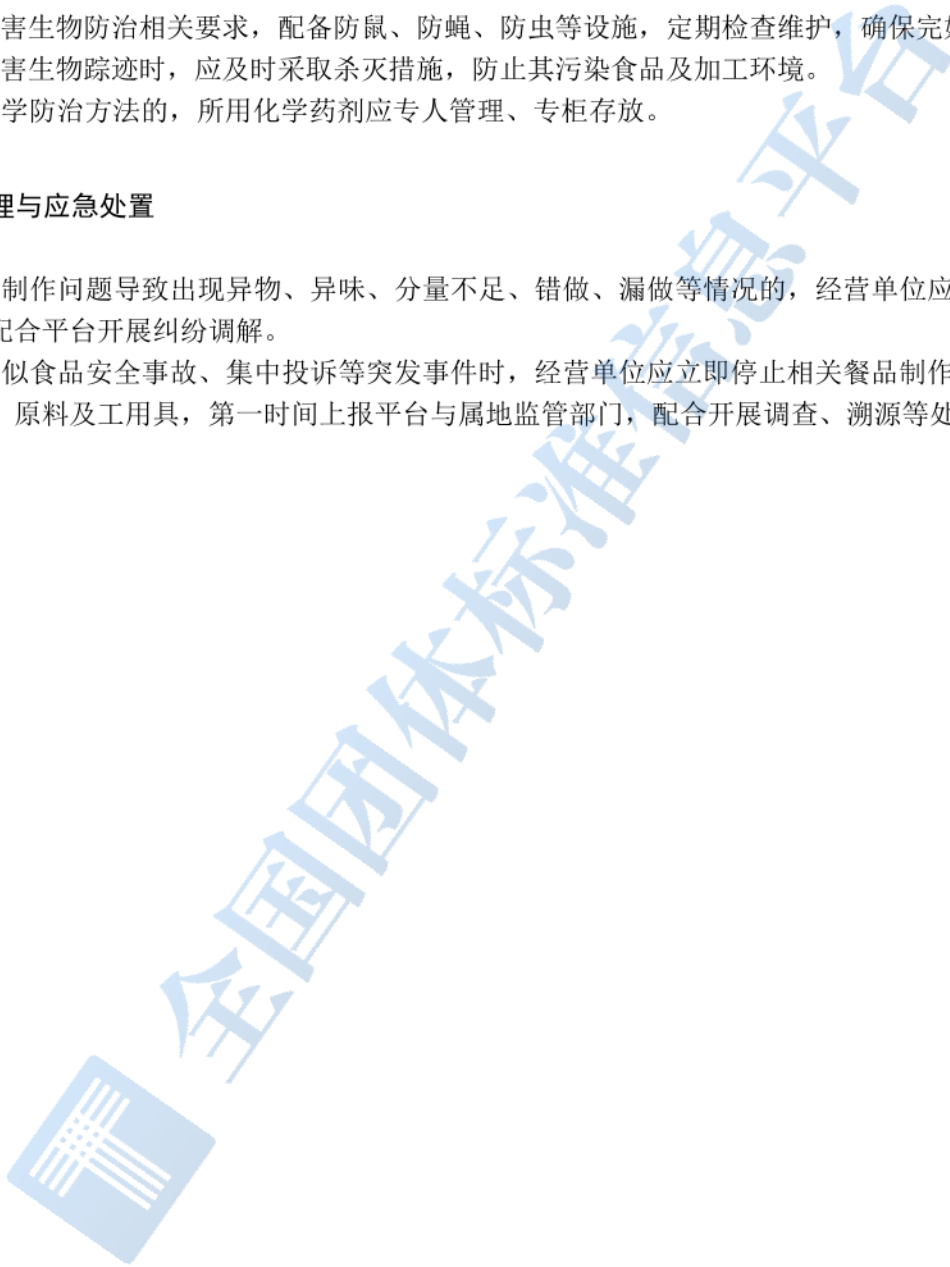 害生物防治相关要求，配备防鼠、防蝇、防虫等设施，定期检查维护，确保完
害生物踪迹时，应及时采取杀灭措施，防止其污染食品及加工环境。
学防治方法的，所用化学药剂应专人管理、专柜存放。
理与应急处置
制作问题导致出现异物、异味、分量不足、错做、漏做等情况的，经营单位应
配合平台开展纠纷调解。
似食品安全事故、集中投诉等突发事件时，经营单位应立即停止相关餐品制作
原料及工用具，第一时间上报平台与属地监管部门，配合开展调查、溯源等处
全国团体标准信息平台